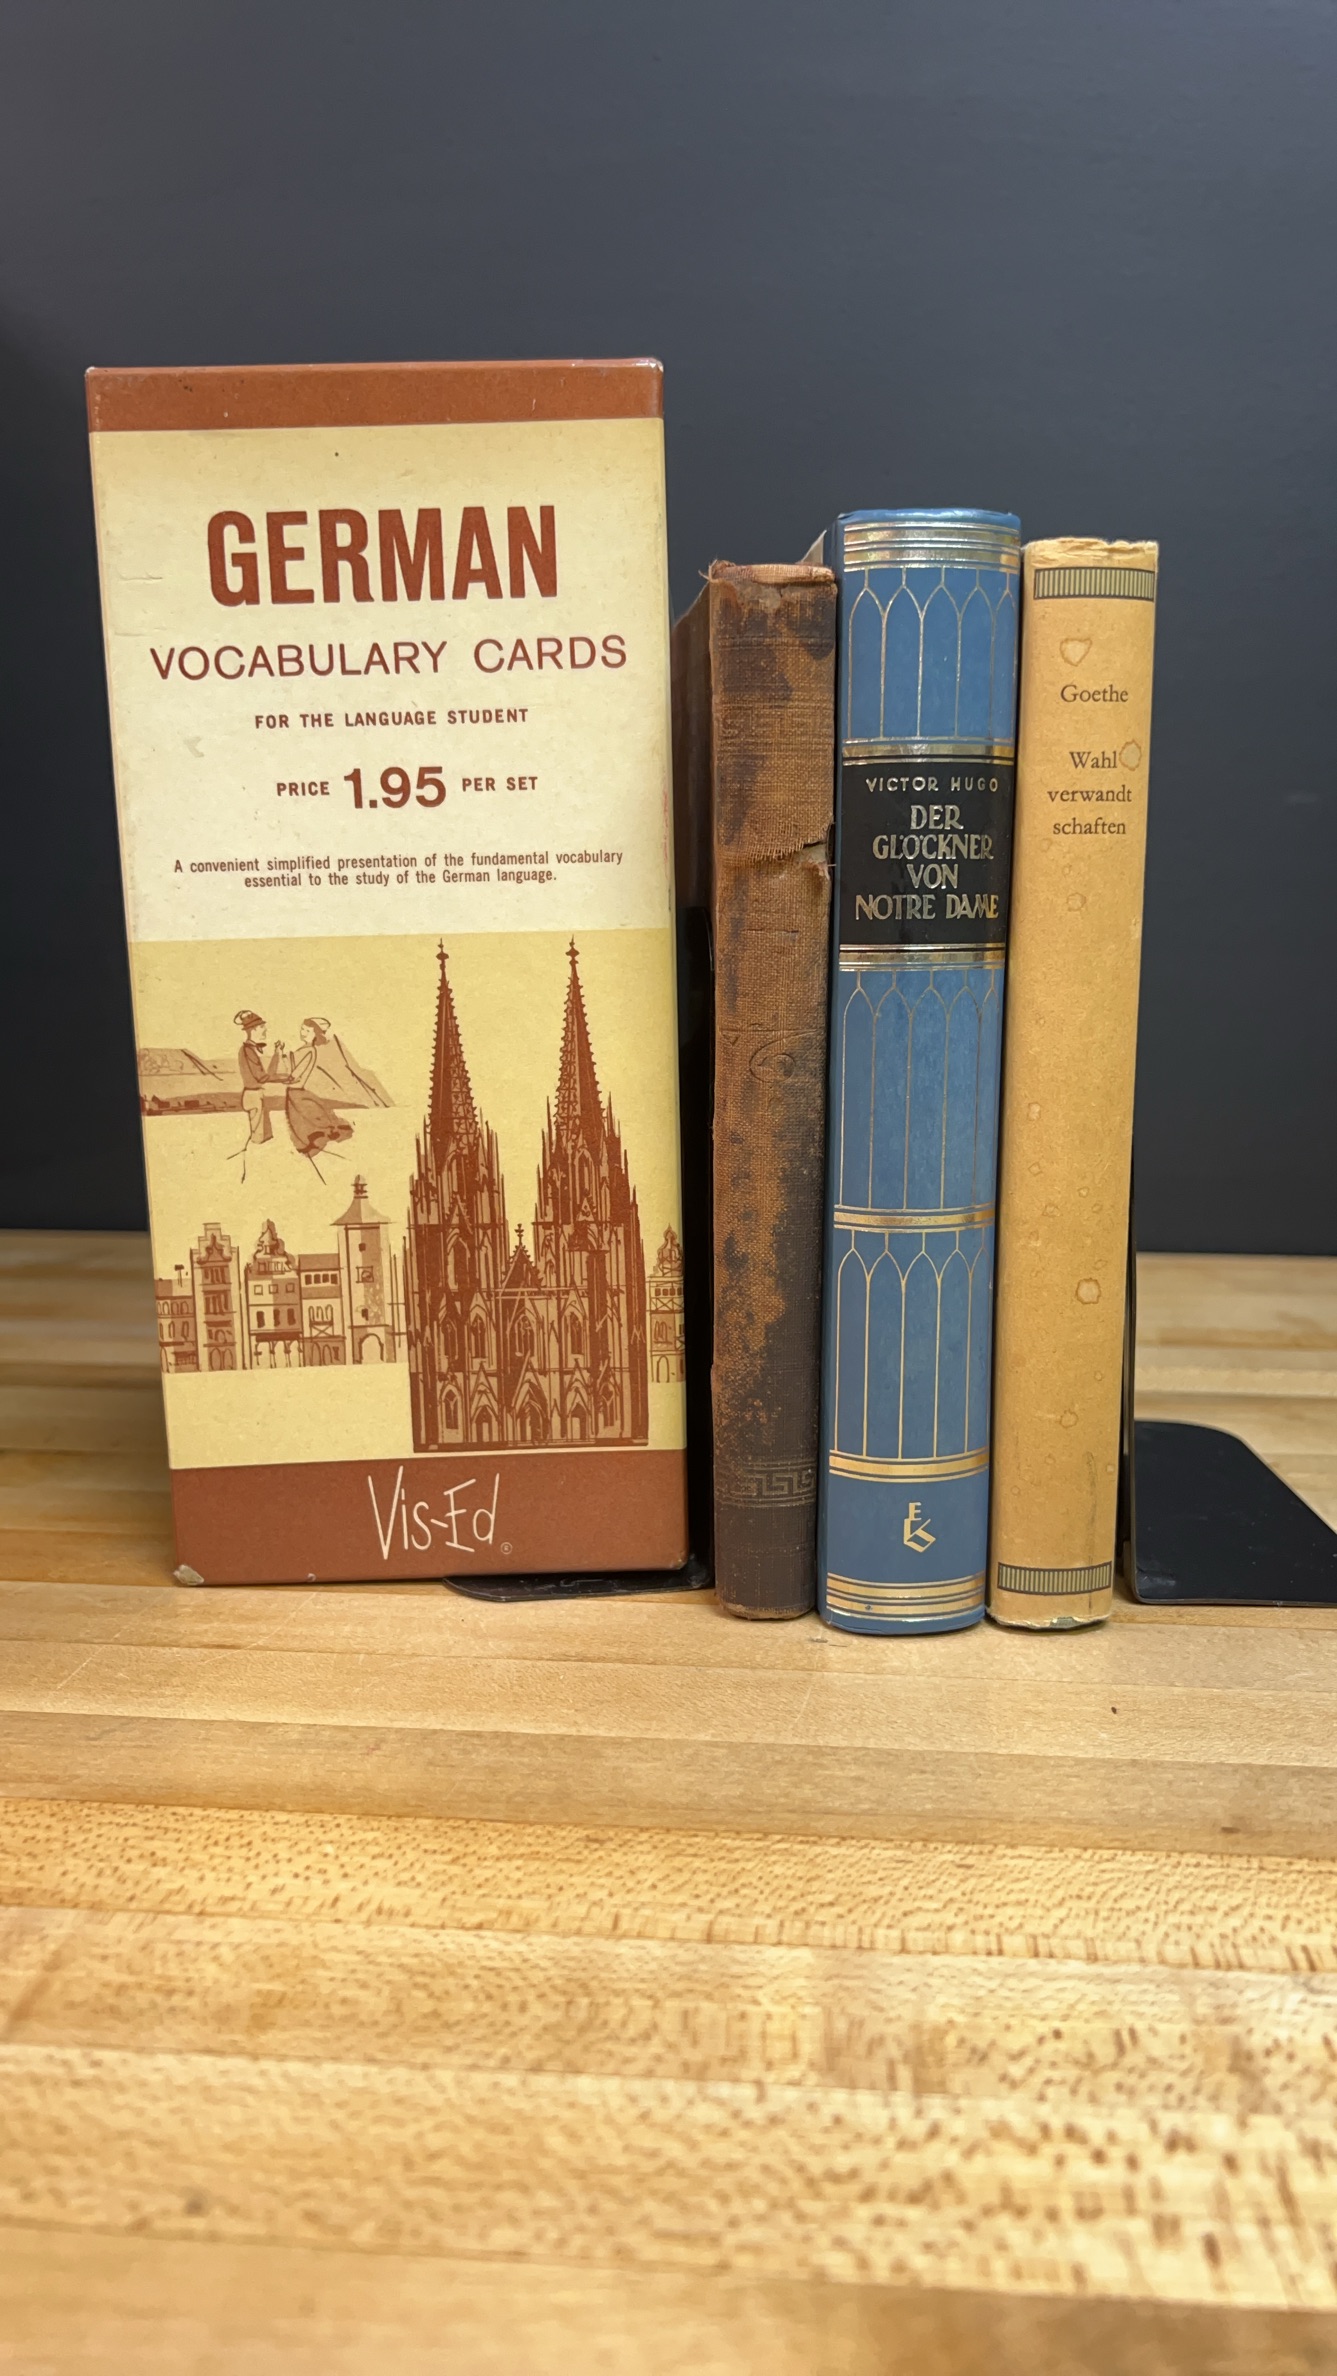 GERMAN
VOCABULARY CARDS
FOR THE LANGUAGE STUDENT
PRICE 1.95 PER SET
A convenient simplified presentation of the fundamental vocabulary
essential to the study of the German language.
Vis-Ed
VICTOR HUGO
DER
GLÖCKNER
VON
NOTRE DAME
Goethe
Wahl
verwandt
schaften